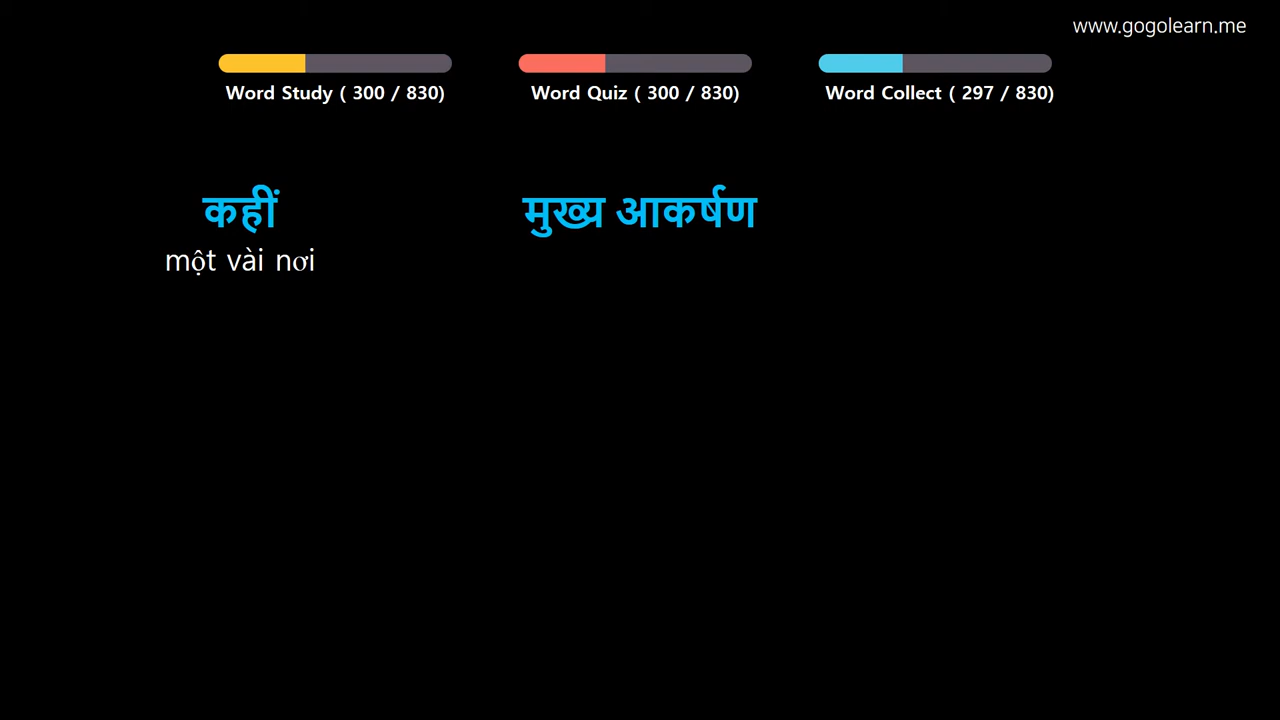 www.gogolearn.me
Word Study ( 300 / 830)
Word Quiz ( 300 / 830)
Word Collect ( 297 / 830)
कहीं
मुख्य आकर्षण
một vài nơi